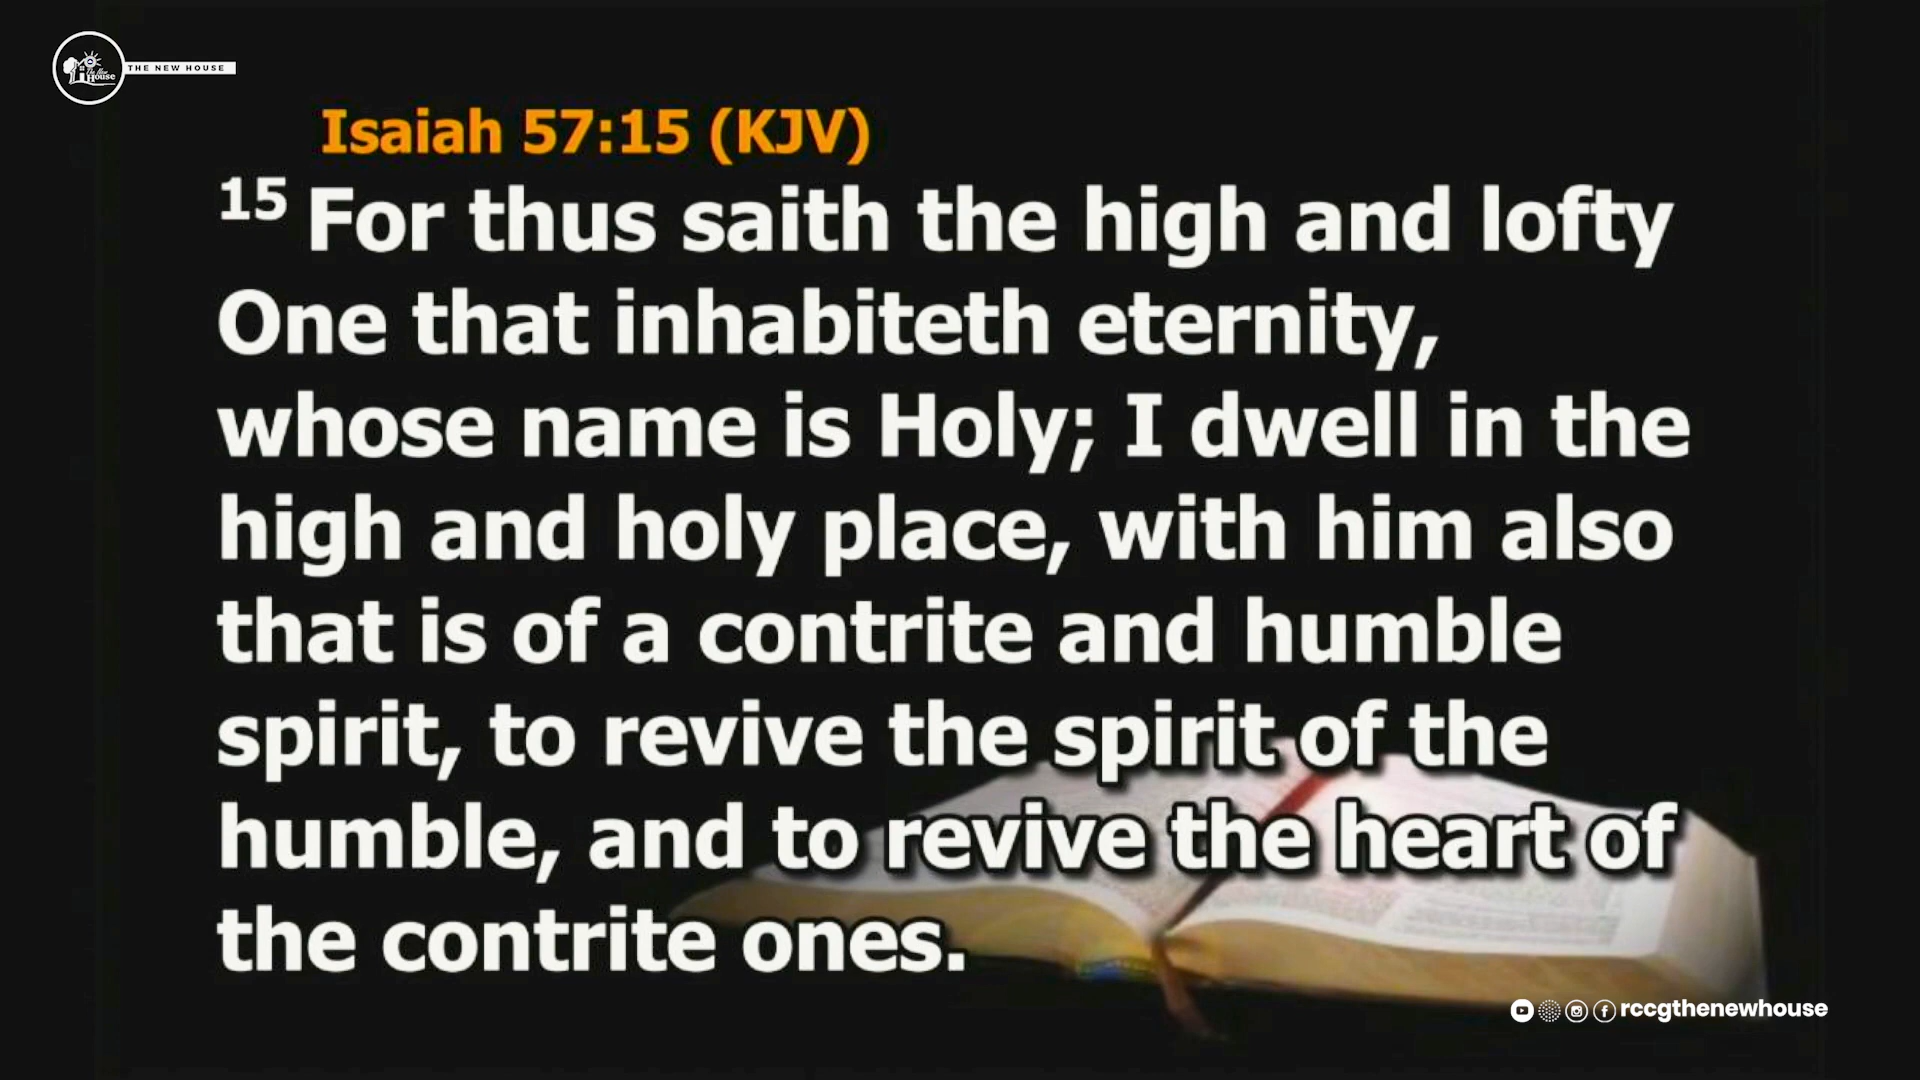 The New House
THE NEW HOUSE
Isaiah 57:15 (KJV)
15 For thus saith the high and lofty
One that inhabiteth eternity,
whose name is Holy; I dwell in the
high and holy place, with him also
that is of a contrite and humble
spirit, to revive the spirit of the
humble, and to revive the heart of
the contrite ones.
rccgthenewhouse